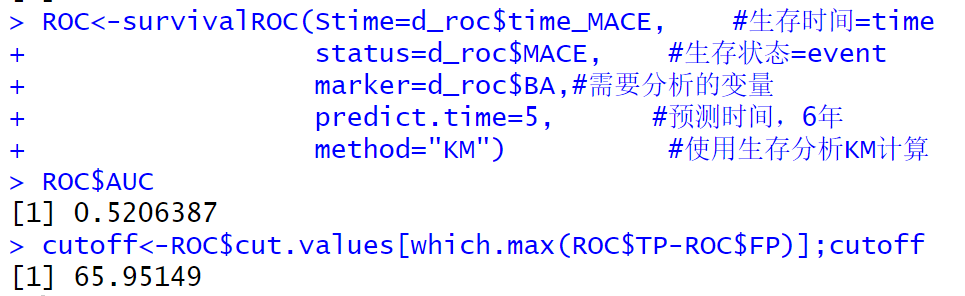 > ROC<-survivalROC(Stime=d_roc$time_MACE,    #生存时间=time
+                  status=d_roc$MACE,    #生存状态=event
+                  marker=d_roc$BA,#需要分析的变量
+                  predict.time=5,      #预测时间，6年
+                  method="KM")         #使用生存分析KM计算
> ROC$AUC
[1] 0.5206387
> cutoff<-ROC$cut.values[which.max(ROC$TP-ROC$FP)];cutoff
[1] 65.95149